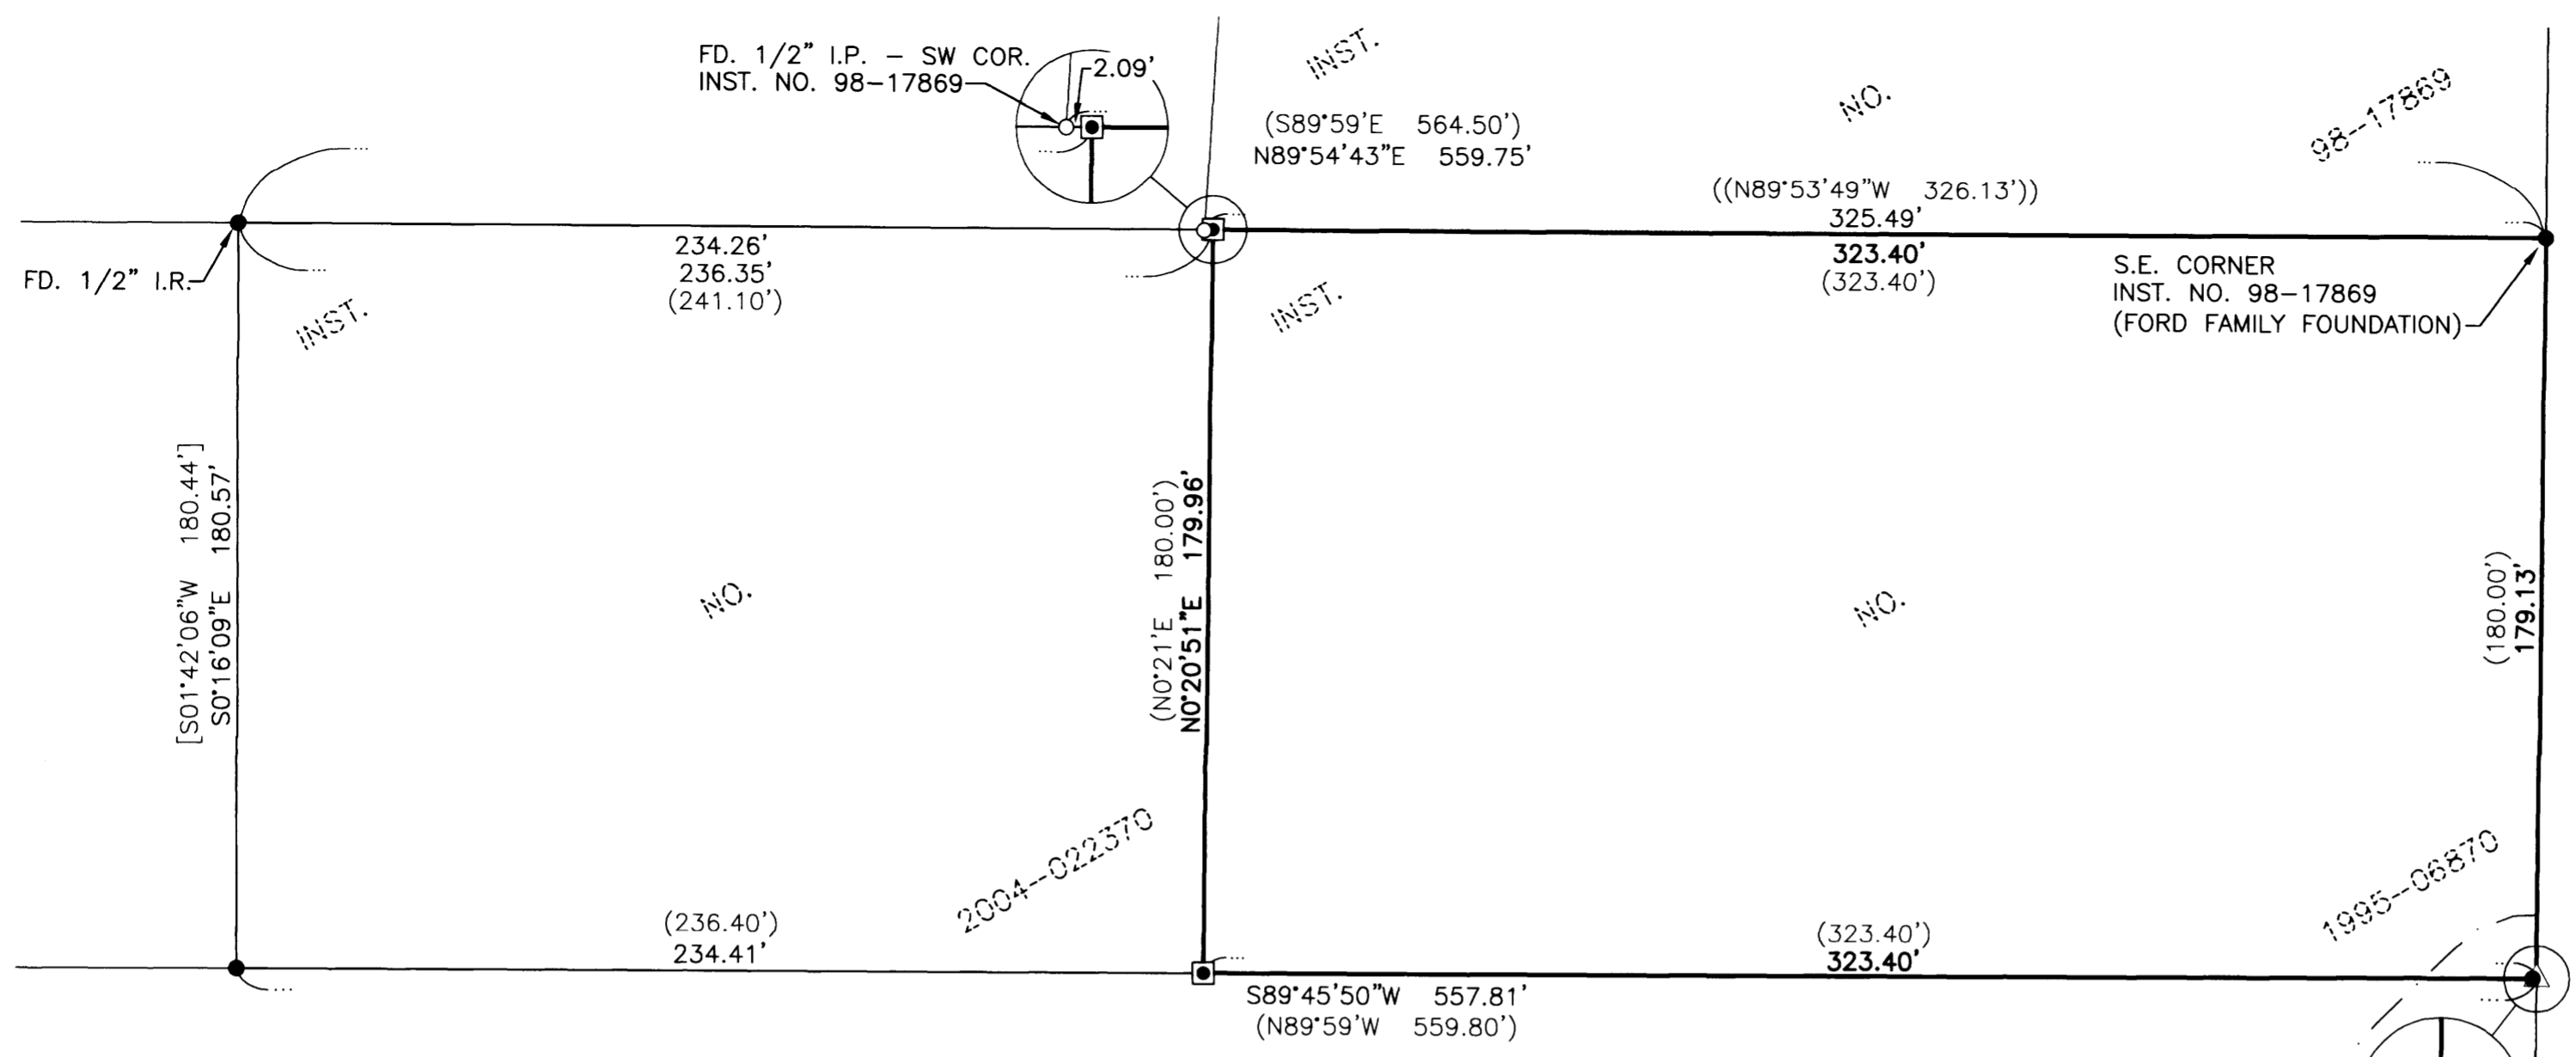 FD. 1/2" I.P. – SW COR.
INST. NO. 98–17869
2.09'
INST.
NO.
98–17869
(S89°59'E 564.50')
N89°54'43"E 559.75'
((N89°53'49"W 326.13'))
325.49'
323.40'
(323.40')
234.26'
236.35'
(241.10')
FD. 1/2" I.R.
S.E. CORNER
INST. NO. 98–17869
(FORD FAMILY FOUNDATION)
INST.
NO.
2004–022370
INST.
NO.
1995–06870
[S01°42'06"W 180.44']
S0°16'09"E 180.57'
(N0°21'E 180.00')
N0°20'51"E 179.96'
(180.00')
179.13'
(236.40')
234.41'
(323.40')
323.40'
S89°45'50"W 557.81'
(N89°59'W 559.80')